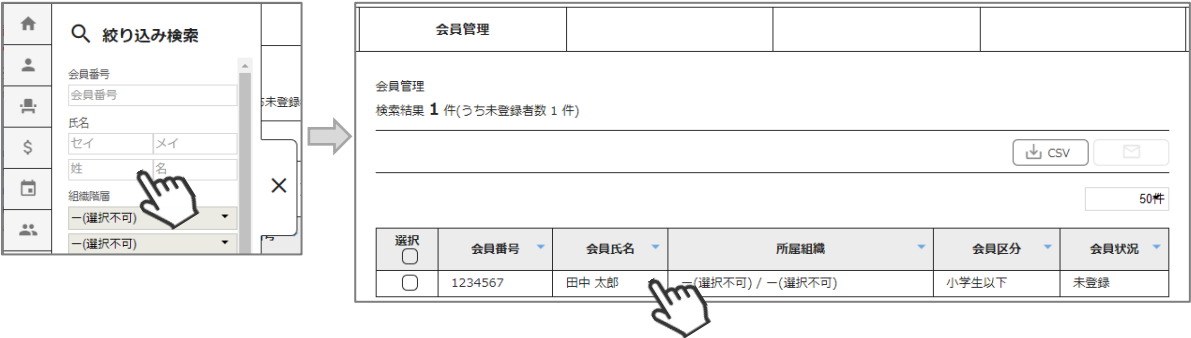 絞り込み検索
会員番号
会員番号
氏名
セイ メイ
姓 名
組織階層
ー(選択不可)
ー(選択不可)
未登録
会員管理
会員管理
検索結果 1 件(うち未登録者数 1 件)
CSV
50件
選択 会員番号 会員氏名 所屋組織 会員区分 会員状況
1234567 田中 太郎 ー(選択不可) / ー(選択不可) 小学生以下 未登録